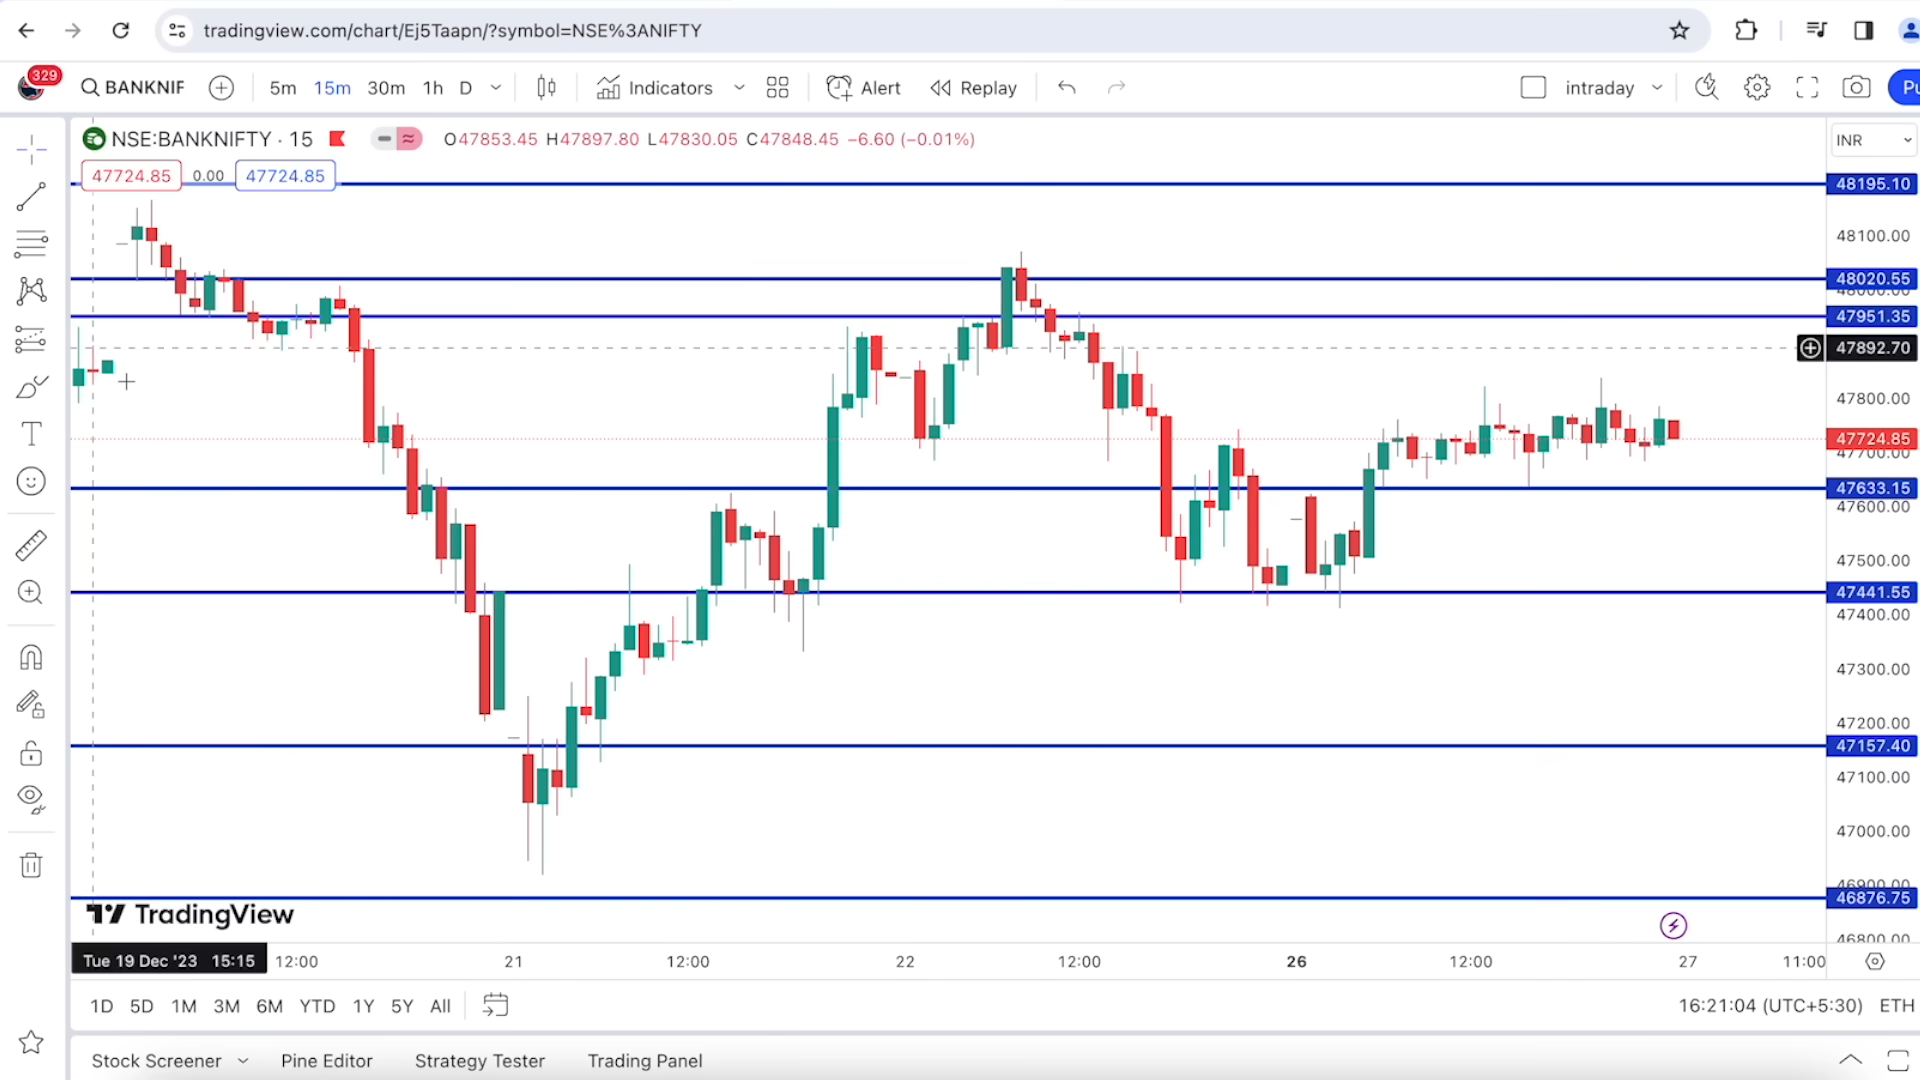 tradingview.com/chart/Ej5Taapn/?symbol=NSE%3ANIFTY
329 BANKNIF 5m 15m 30m 1h D Indicators Alert Replay intraday Pu
NSE:BANKNIFTY · 15 O47853.45 H47897.80 L47830.05 C47848.45 −6.60 (−0.01%) INR
47724.85 0.00 47724.85
48195.10
48100.00
48020.55
48000.00
47951.35
47892.70
47800.00
47724.85
47700.00
47633.15
47600.00
47500.00
47441.55
47400.00
47300.00
47200.00
47157.40
47100.00
47000.00
46900.00
46876.75
TradingView
46800.00
Tue 19 Dec '23 15:15 12:00 21 12:00 22 12:00 26 12:00 27 11:00
1D 5D 1M 3M 6M YTD 1Y 5Y All 16:21:04 (UTC+5:30) ETH
Stock Screener Pine Editor Strategy Tester Trading Panel